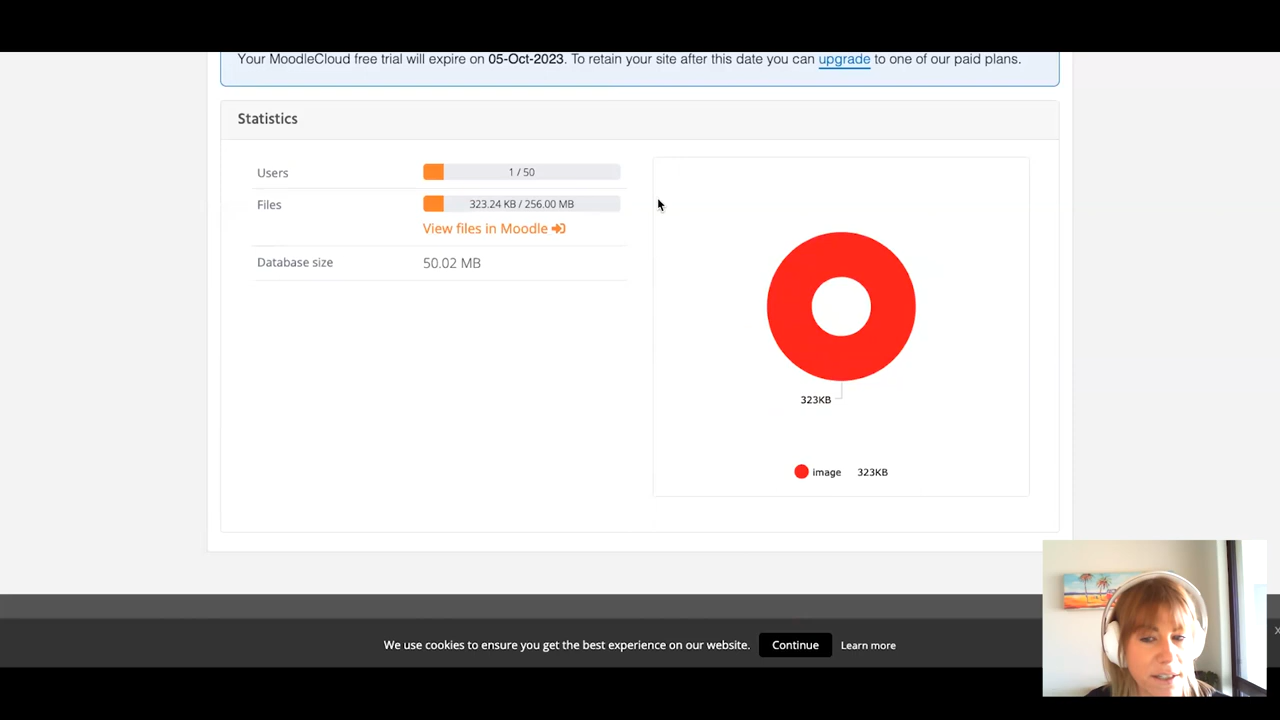 Your MoodleCloud free trial will expire on 05-Oct-2023. To retain your site after this date you can upgrade to one of our paid plans.
Statistics
Users
1 / 50
Files
323.24 KB / 256.00 MB
View files in Moodle
Database size
50.02 MB
323KB
image 323KB
We use cookies to ensure you get the best experience on our website. Continue Learn more
x